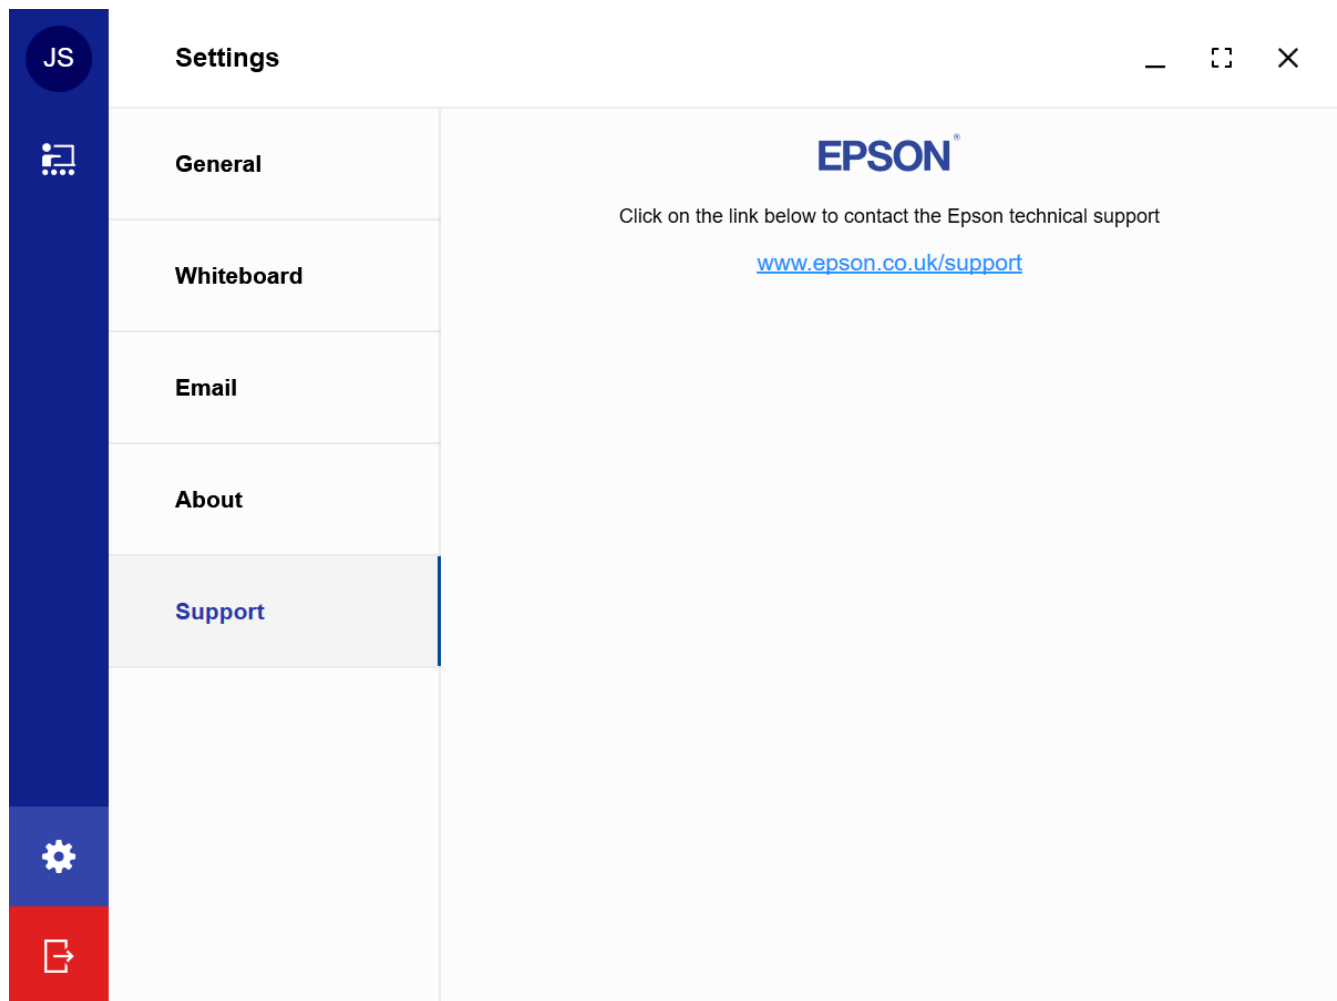 JS
Settings
General
Whiteboard
Email
About
Support
EPSON®
Click on the link below to contact the Epson technical support
www.epson.co.uk/support